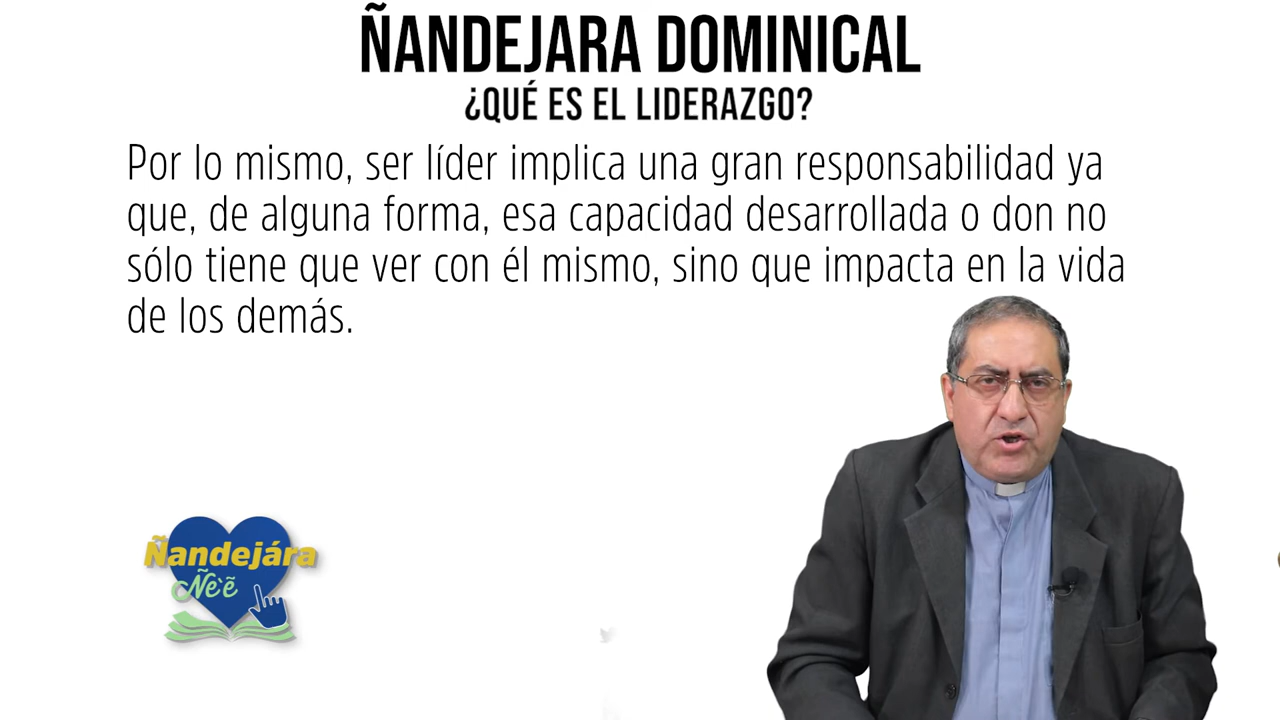 ÑANDEJARA DOMINICAL
¿QUÉ ES EL LIDERAZGO?
Por lo mismo, ser líder implica una gran responsabilidad ya
que, de alguna forma, esa capacidad desarrollada o don no
sólo tiene que ver con él mismo, sino que impacta en la vida
de los demás.
Ñandejára
Ñe'ẽ